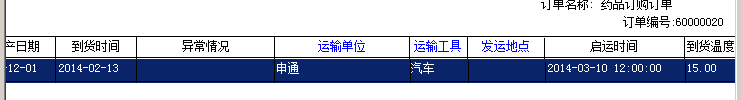 订单名称: 药品订购订单
订单编号:60000020
产日期 到货时间 异常情况 运输单位 运输工具 发运地点 启运时间 到货温度
-12-01 2014-02-13 申通 汽车 2014-03-10 12:00:00 15.00